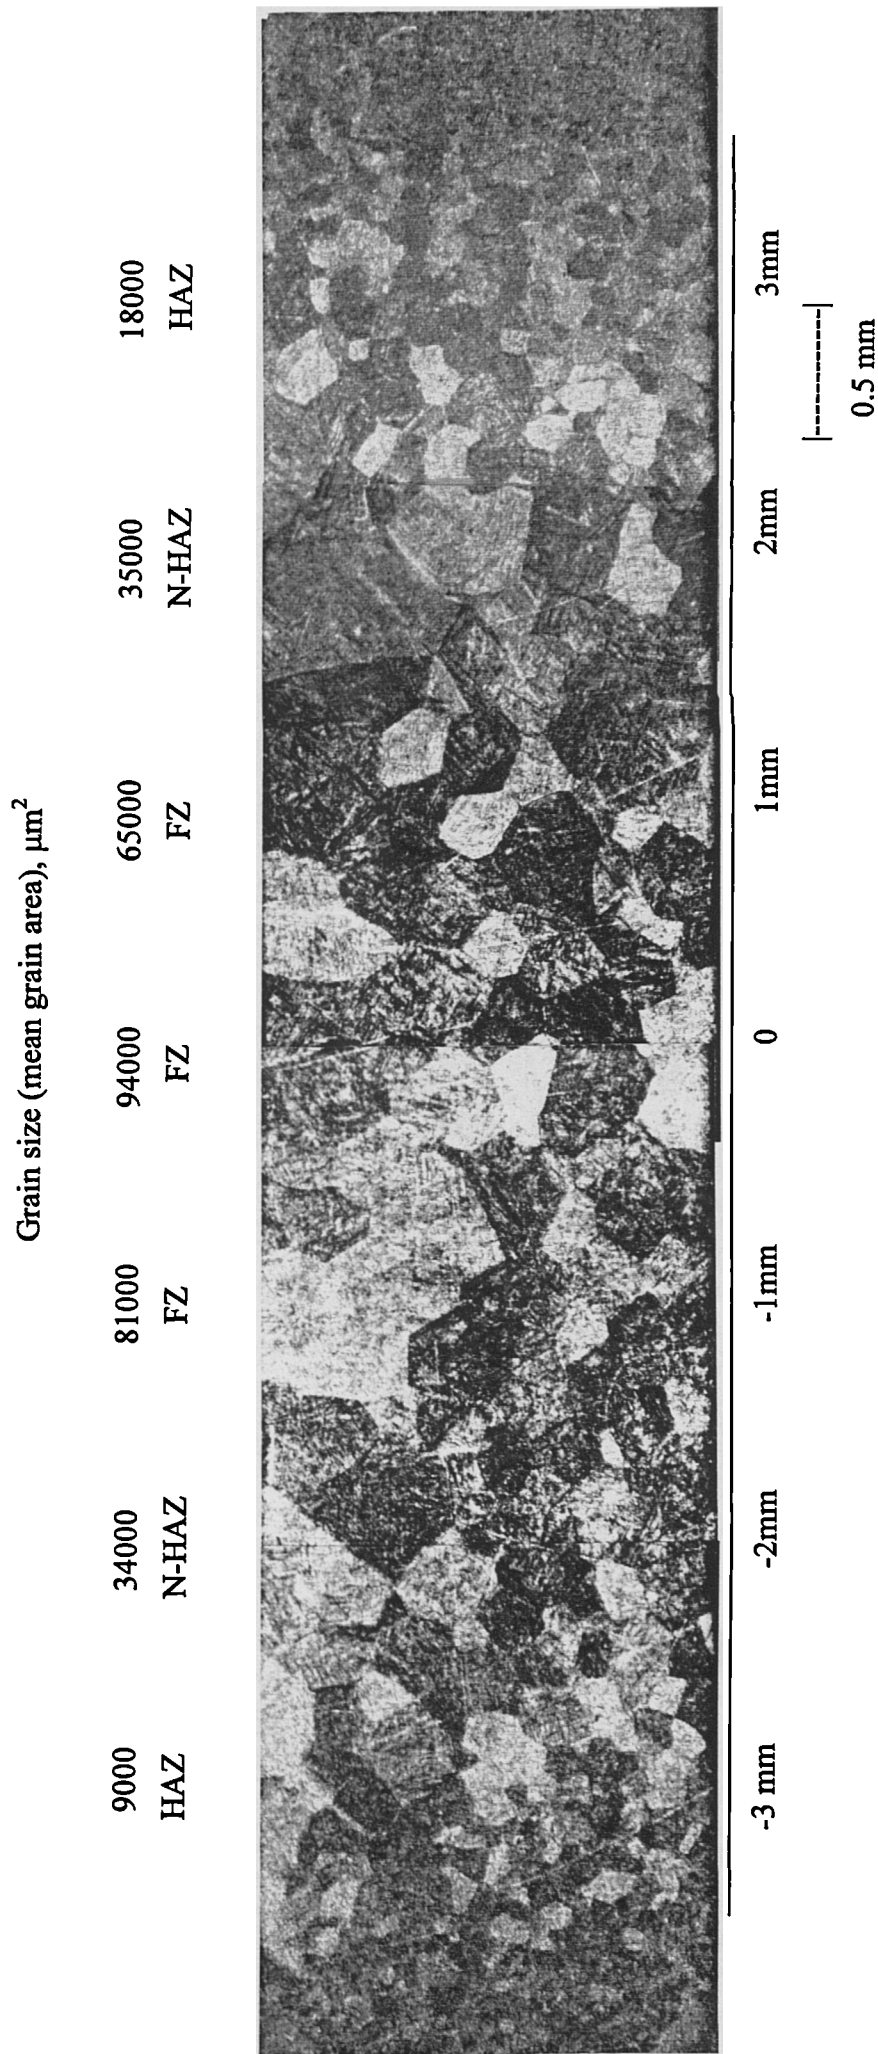 Grain size (mean grain area), μm²
9000 34000 81000 94000 65000 35000 18000
HAZ N-HAZ FZ FZ FZ N-HAZ HAZ
-3 mm -2mm -1mm 0 1mm 2mm 3mm
0.5 mm